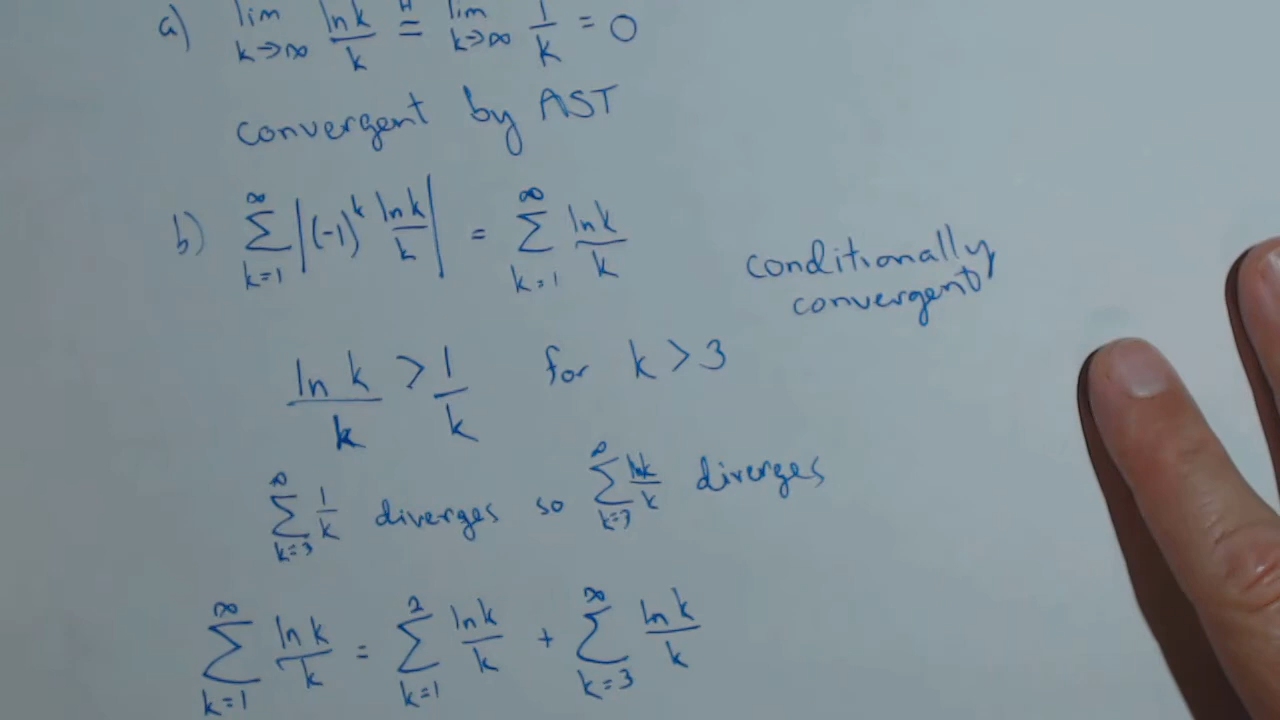 a) lim k→∞ ln k / k =ᴴ lim k→∞ 1/k = 0
convergent by AST
b) ∑_{k=1}^{∞} |(-1)^k ln k / k| = ∑_{k=1}^{∞} ln k / k
conditionally
convergent
ln k / k > 1/k for k > 3
∑_{k=3}^{∞} 1/k diverges so ∑_{k=3}^{∞} ln k / k diverges
∑_{k=1}^{∞} ln k / k = ∑_{k=1}^{2} ln k / k + ∑_{k=3}^{∞} ln k / k